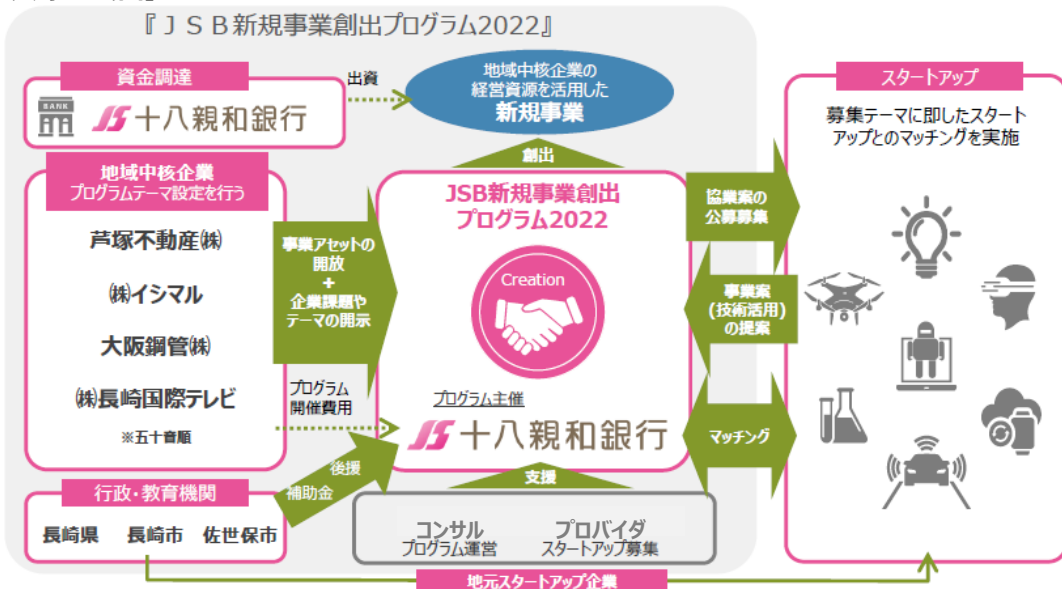 『ＪＳＢ新規事業創出プログラム2022』
資金調達
BANK
十八親和銀行
出資
地域中核企業の
経営資源を活用した
新規事業
創出
地域中核企業
プログラムテーマ設定を行う
芦塚不動産㈱
㈱イシマル
大阪鋼管㈱
㈱長崎国際テレビ
※五十音順
事業アセットの
開放
+
企業課題や
テーマの開示
プログラム
開催費用
JSB新規事業創出
プログラム2022
Creation
プログラム主催
十八親和銀行
支援
コンサル
プログラム運営
プロバイダ
スタートアップ募集
行政・教育機関
長崎県 長崎市 佐世保市
後援
補助金
協業案の
公募募集
事業案
(技術活用)
の提案
マッチング
スタートアップ
募集テーマに即したスタート
アップとのマッチングを実施
地元スタートアップ企業